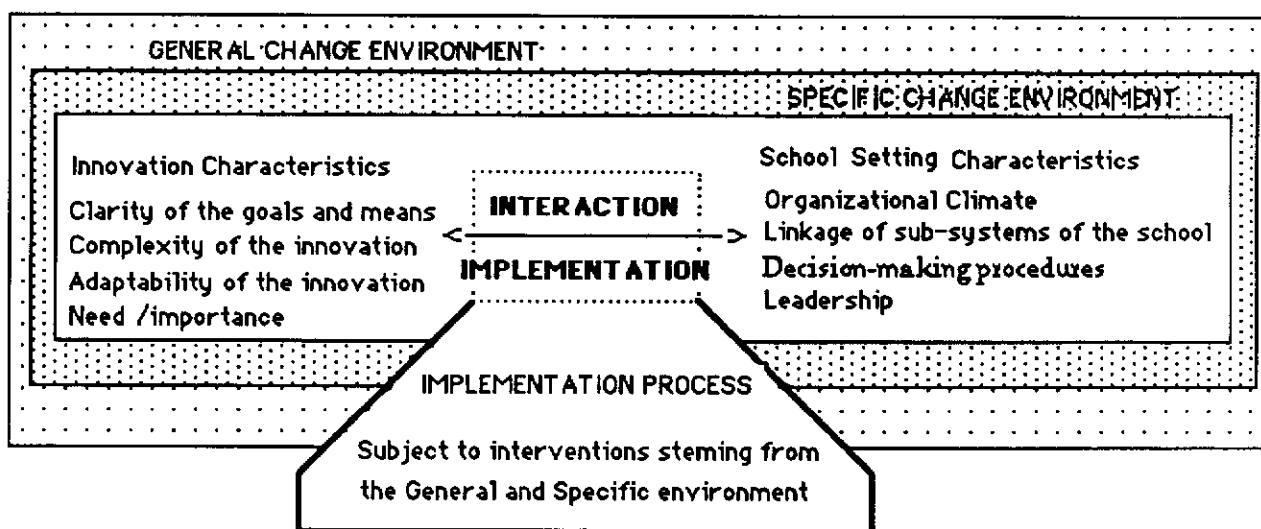 GENERAL CHANGE ENVIRONMENT
SPECIFIC CHANGE ENVIRONMENT
Innovation Characteristics
Clarity of the goals and means
Complexity of the innovation
Adaptability of the innovation
Need /importance
INTERACTION
IMPLEMENTATION
School Setting Characteristics
Organizational Climate
Linkage of sub-systems of the school
Decision-making procedures
Leadership
IMPLEMENTATION PROCESS
Subject to interventions steming from
the General and Specific environment